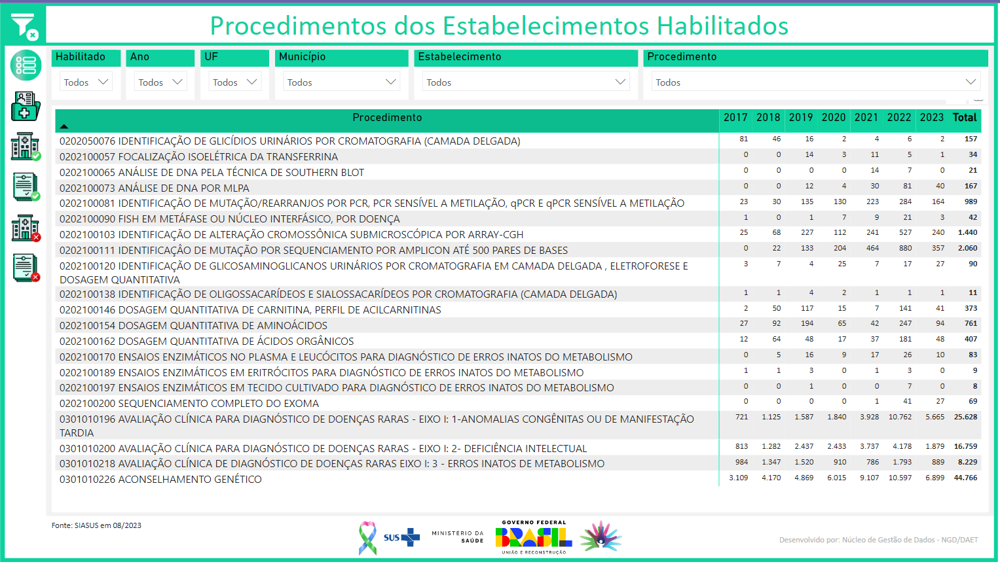 Procedimentos dos Estabelecimentos Habilitados
Habilitado Ano UF Município Estabelecimento Procedimento
Todos Todos Todos Todos Todos Todos
Procedimento 2017 2018 2019 2020 2021 2022 2023 Total
0202050076 IDENTIFICAÇÃO DE GLICÍDIOS URINÁRIOS POR CROMATOGRAFIA (CAMADA DELGADA) 81 46 16 2 4 6 2 157
0202100057 FOCALIZAÇÃO ISOELÉTRICA DA TRANSFERRINA 0 0 14 3 11 5 1 34
0202100065 ANÁLISE DE DNA PELA TÉCNICA DE SOUTHERN BLOT 0 0 0 0 14 7 0 21
0202100073 ANÁLISE DE DNA POR MLPA 0 0 12 4 30 81 40 167
0202100081 IDENTIFICAÇÃO DE MUTAÇÃO/REARRANJOS POR PCR, PCR SENSÍVEL A METILAÇÃO, qPCR E qPCR SENSÍVEL A METILAÇÃO 23 30 135 130 223 284 164 989
0202100090 FISH EM METÁFASE OU NÚCLEO INTERFÁSICO, POR DOENÇA 1 0 1 7 9 21 3 42
0202100103 IDENTIFICAÇÃO DE ALTERAÇÃO CROMOSSÔNICA SUBMICROSCÓPICA POR ARRAY-CGH 25 68 227 112 241 527 240 1.440
0202100111 IDENTIFICAÇÂO DE MUTAÇÃO POR SEQUENCIAMENTO POR AMPLICON ATÉ 500 PARES DE BASES 0 22 133 204 464 880 357 2.060
0202100120 IDENTIFICAÇÃO DE GLICOSAMINOGLICANOS URINÁRIOS POR CROMATOGRAFIA EM CAMADA DELGADA , ELETROFORESE E 3 7 4 25 7 17 27 90
DOSAGEM QUANTITATIVA
0202100138 IDENTIFICAÇÃO DE OLIGOSSACARÍDEOS E SIALOSSACARÍDEOS POR CROMATOGRAFIA (CAMADA DELGADA) 1 1 4 2 1 1 1 11
0202100146 DOSAGEM QUANTITATIVA DE CARNITINA, PERFIL DE ACILCARNITINAS 2 50 117 15 7 141 41 373
0202100154 DOSAGEM QUANTITATIVA DE AMINOÁCIDOS 27 92 194 65 42 247 94 761
0202100162 DOSAGEM QUANTITATIVA DE ÁCIDOS ORGÂNICOS 12 64 48 17 37 181 48 407
0202100170 ENSAIOS ENZIMÁTICOS NO PLASMA E LEUCÓCITOS PARA DIAGNÓSTICO DE ERROS INATOS DO METABOLISMO 0 5 16 9 17 26 10 83
0202100189 ENSAIOS ENZIMÁTICOS EM ERITRÓCITOS PARA DIAGNÓSTICO DE ERROS INATOS DO METABOLISMO 1 1 3 0 1 3 0 9
0202100197 ENSAIOS ENZIMÁTICOS EM TECIDO CULTIVADO PARA DIAGNÓSTICO DE ERROS INATOS DO METABOLISMO 0 0 1 0 0 7 0 8
0202100200 SEQUENCIAMENTO COMPLETO DO EXOMA 0 0 0 0 1 41 27 69
0301010196 AVALIAÇÃO CLÍNICA PARA DIAGNÓSTICO DE DOENÇAS RARAS - EIXO I: 1-ANOMALIAS CONGÊNITAS OU DE MANIFESTAÇÃO 721 1.125 1.587 1.840 3.928 10.762 5.665 25.628
TARDIA
0301010200 AVALIAÇÃO CLÍNICA PARA DIAGNÓSTICO DE DOENÇAS RARAS - EIXO I: 2- DEFICIÊNCIA INTELECTUAL 813 1.282 2.437 2.433 3.737 4.178 1.879 16.759
0301010218 AVALIAÇÃO CLÍNICA DE DIAGNÓSTICO DE DOENÇAS RARAS EIXO I: 3 - ERROS INATOS DE METABOLISMO 984 1.347 1.520 910 786 1.793 889 8.229
0301010226 ACONSELHAMENTO GENÉTICO 3.109 4.170 4.869 6.015 9.107 10.597 6.899 44.766
Fonte: SIASUS em 08/2023
SUS
MINISTÉRIO DA
SAÚDE
GOVERNO FEDERAL
BRASIL
UNIÃO E RECONSTRUÇÃO
Desenvolvido por: Núcleo de Gestão de Dados - NGD/DAET